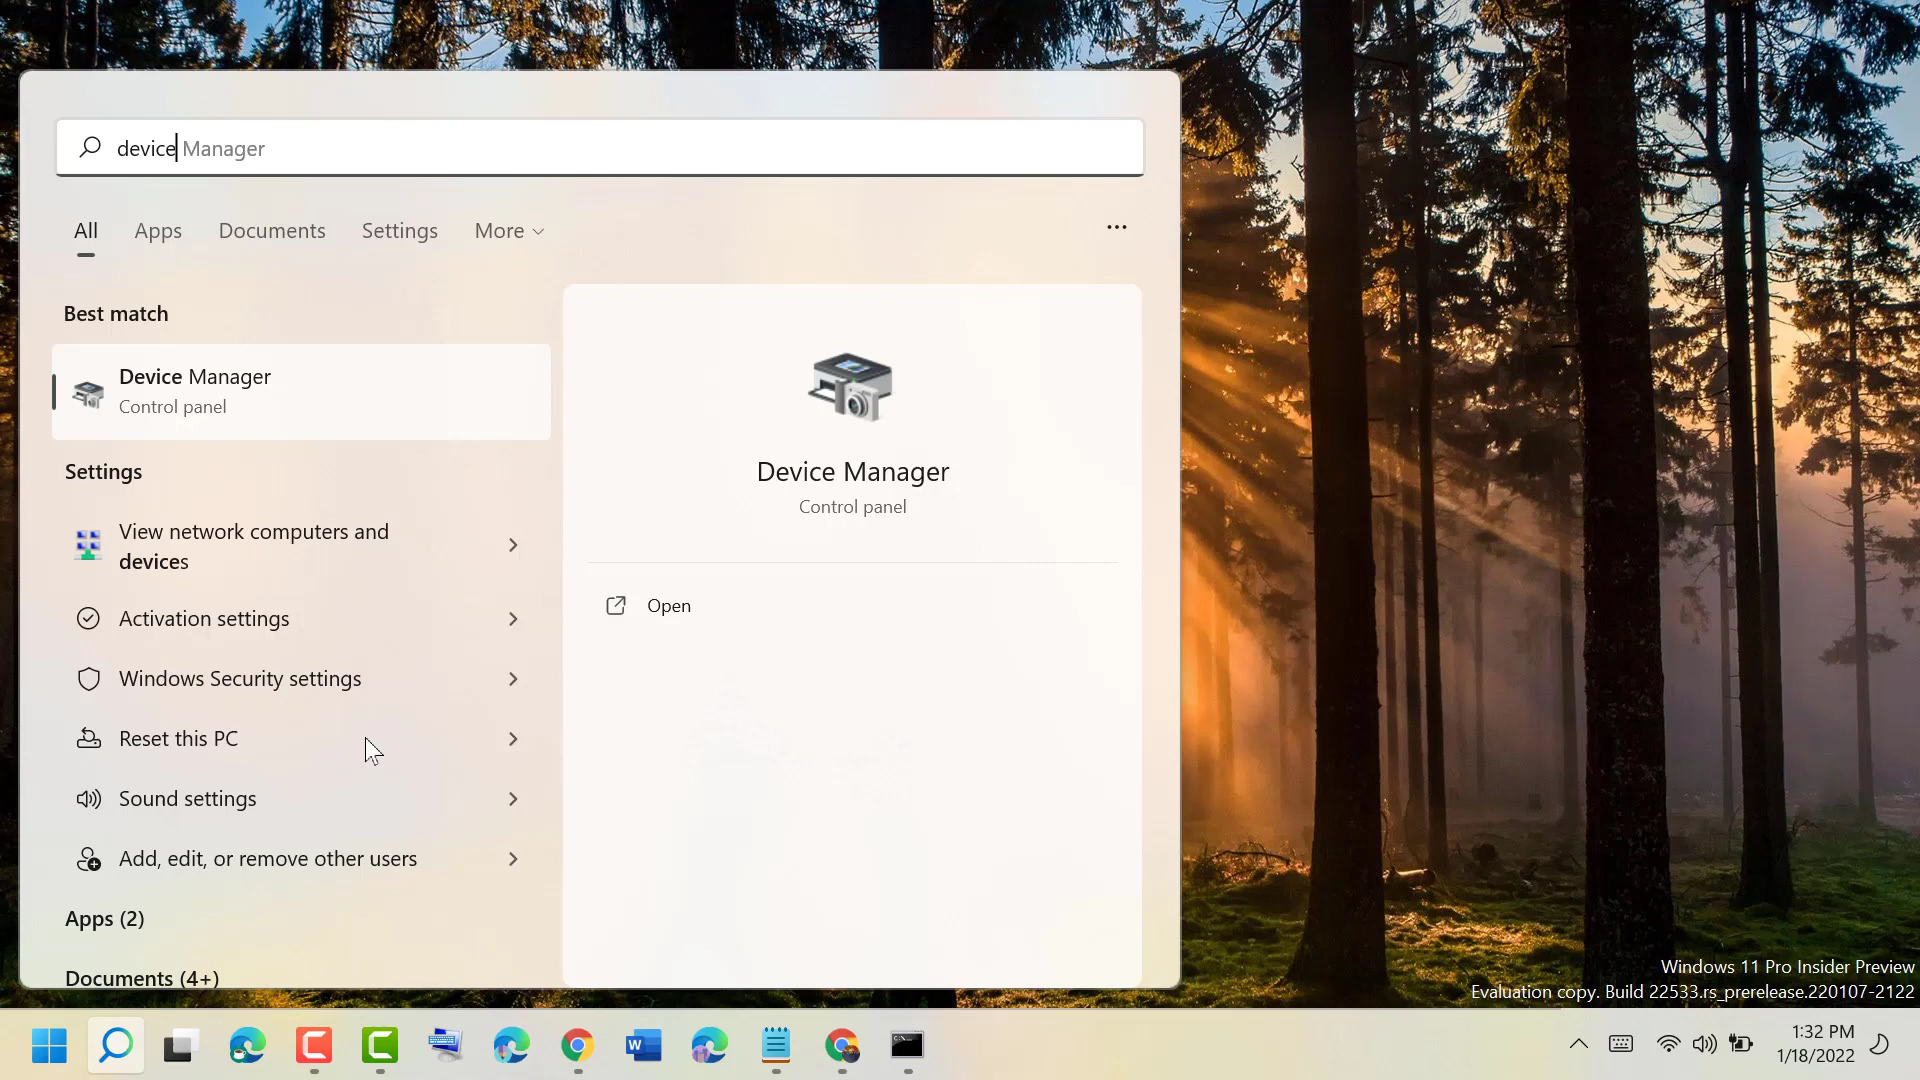 device Manager
All Apps Documents Settings More
Best match
Device Manager
Control panel
Settings
View network computers and
devices
Activation settings
Windows Security settings
Reset this PC
Sound settings
Add, edit, or remove other users
Apps (2)
Documents (4+)
Device Manager
Control panel
Open
Windows 11 Pro Insider Preview
Evaluation copy. Build 22533.rs_prerelease.220107-2122
1:32 PM
1/18/2022